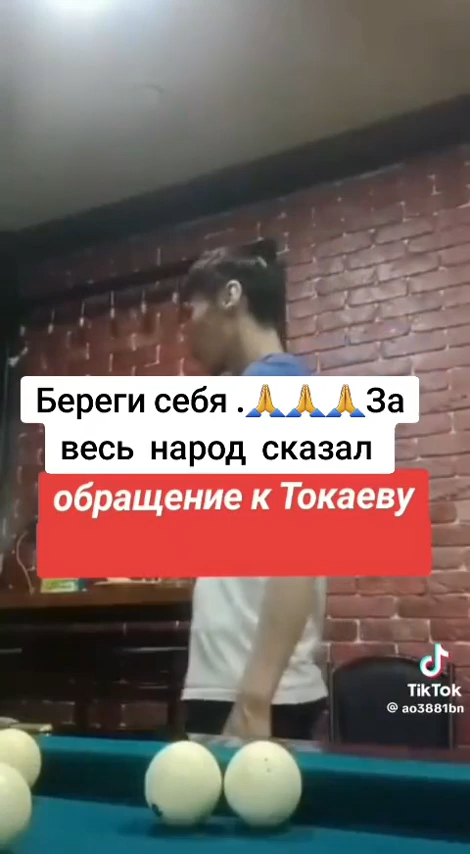 Береги себя .🙏🙏🙏За
весь народ сказал
обращение к Токаеву
TikTok
@ ao3881bn